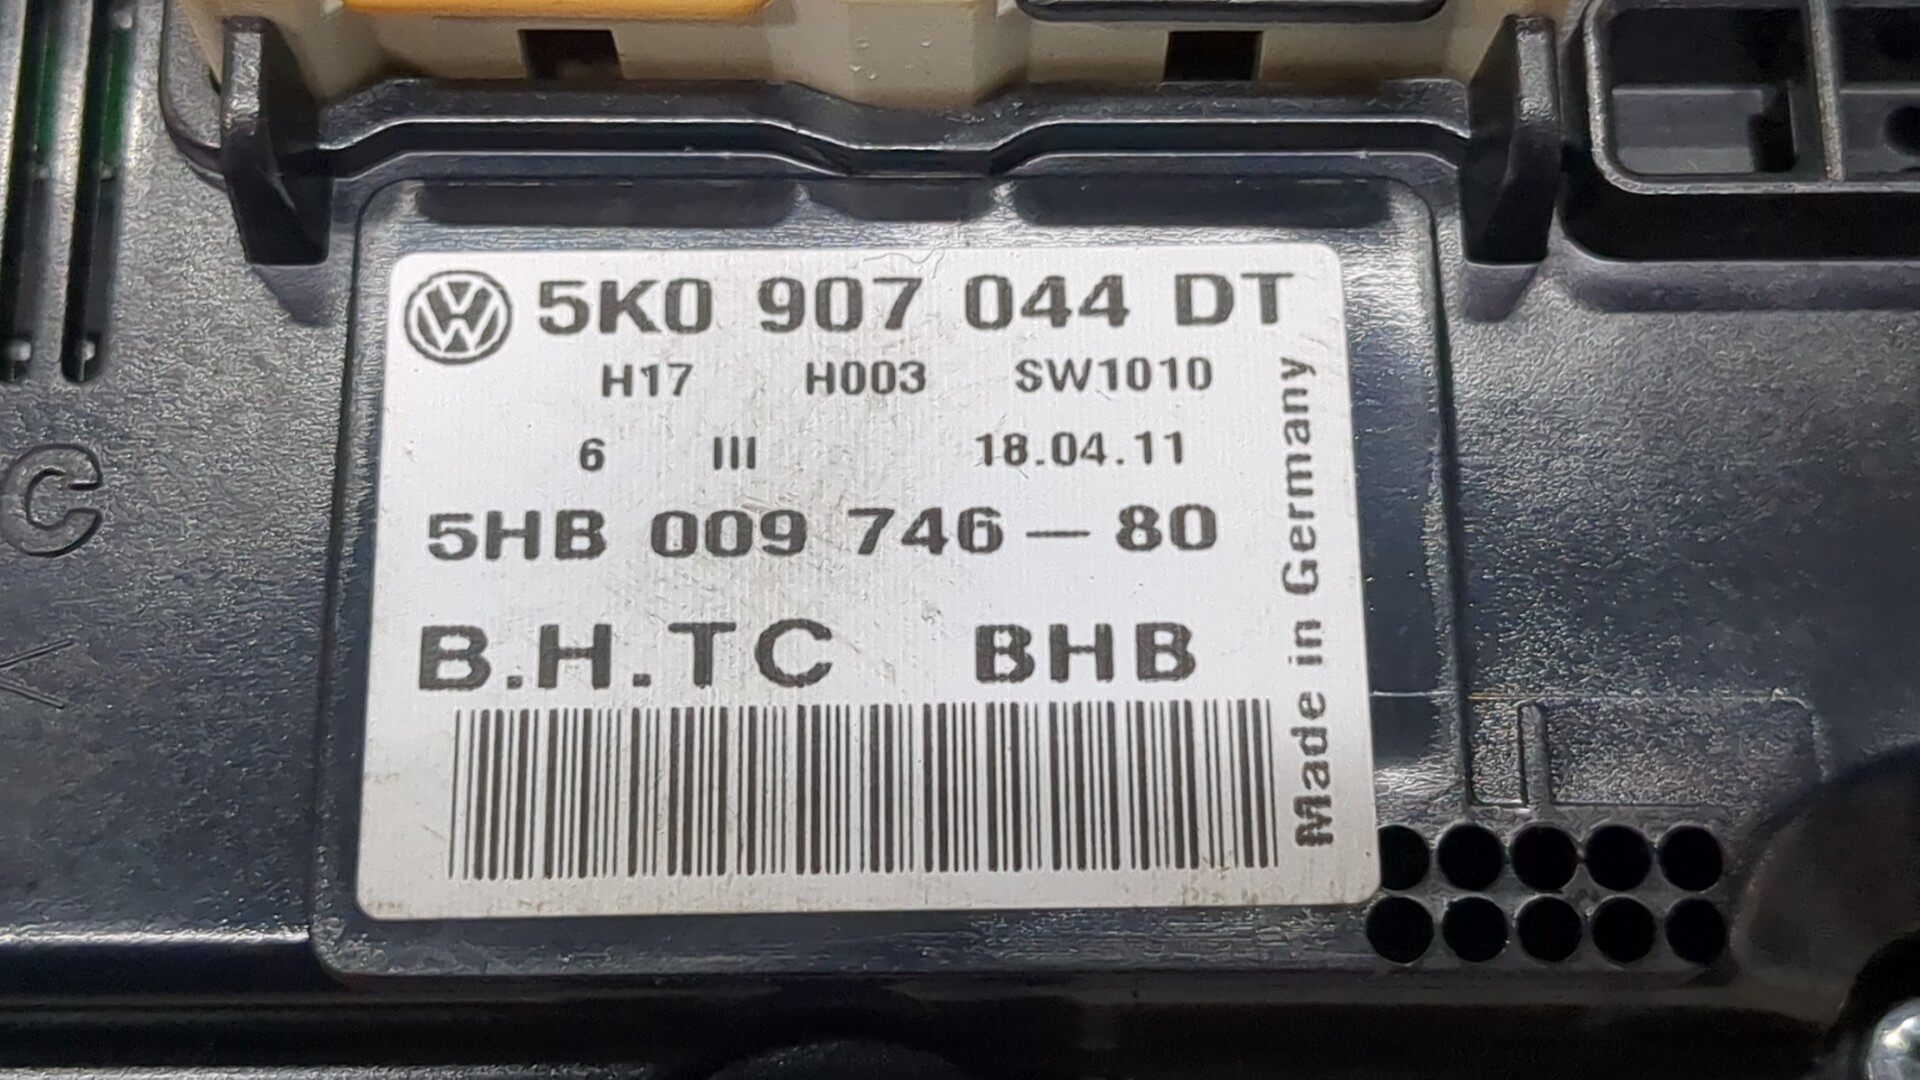 5K0 907 044 DT
H17 H003 SW1010
6 III 18.04.11
5HB 009 746-80
B.H.TC BHB
Made in Germany
C